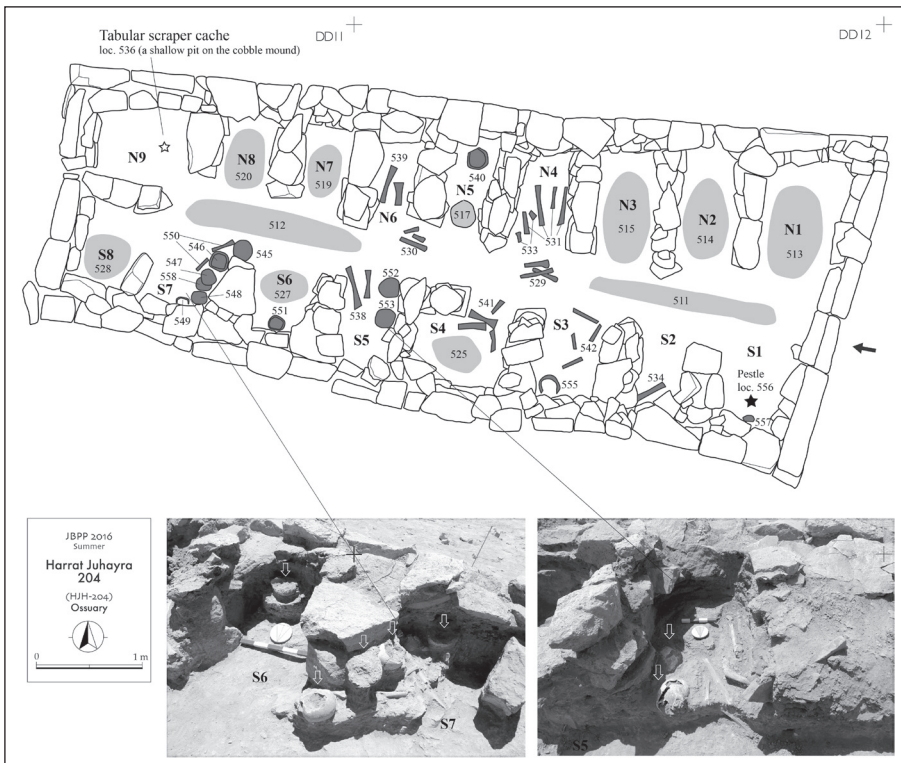 DD11
DD12
Tabular scraper cache
loc. 536 (a shallow pit on the cobble mound)
N9
N8
520
N7
519
539
N6
530
540
N5
517
N4
533
531
529
N3
515
N2
514
N1
513
512
511
S8
528
550
546
547
558
S7
549
545
548
S6
527
551
538
S5
552
553
S4
541
525
S3
542
555
S2
534
S1
Pestle
loc. 556
557
JBPP 2016
Summer
Harrat Juhayra
204
(HJH-204)
Ossuary
0 1 m
S6
S7
S5